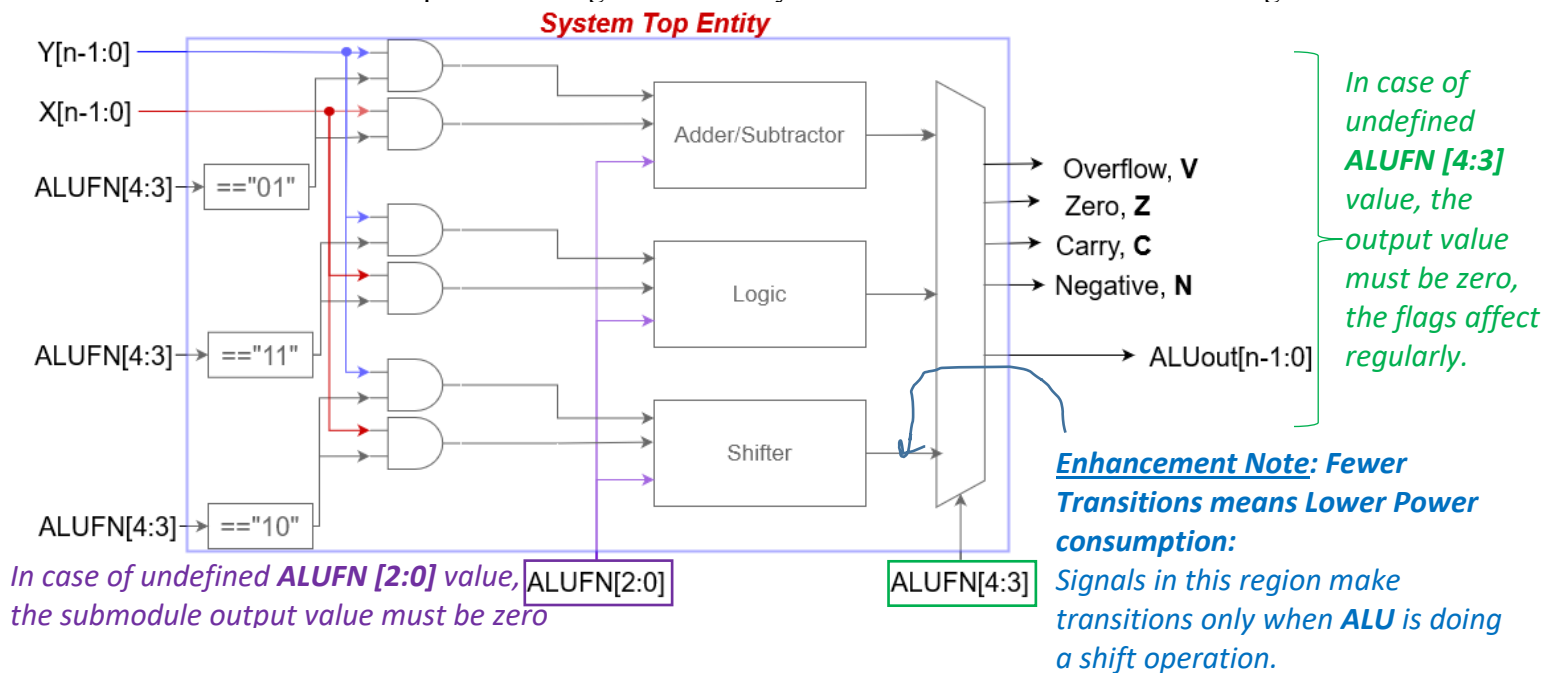 System Top Entity
Y[n-1:0]
X[n-1:0]
ALUFN[4:3]
=="01"
Adder/Subtractor
ALUFN[4:3]
=="11"
Logic
ALUFN[4:3]
=="10"
Shifter
Overflow, V
Zero, Z
Carry, C
Negative, N
ALUout[n-1:0]
In case of
undefined
ALUFN [4:3]
value, the
output value
must be zero,
the flags affect
regularly.
Enhancement Note: Fewer
Transitions means Lower Power
consumption:
Signals in this region make
transitions only when ALU is doing
a shift operation.
In case of undefined ALUFN [2:0] value,
the submodule output value must be zero
ALUFN[2:0]
ALUFN[4:3]